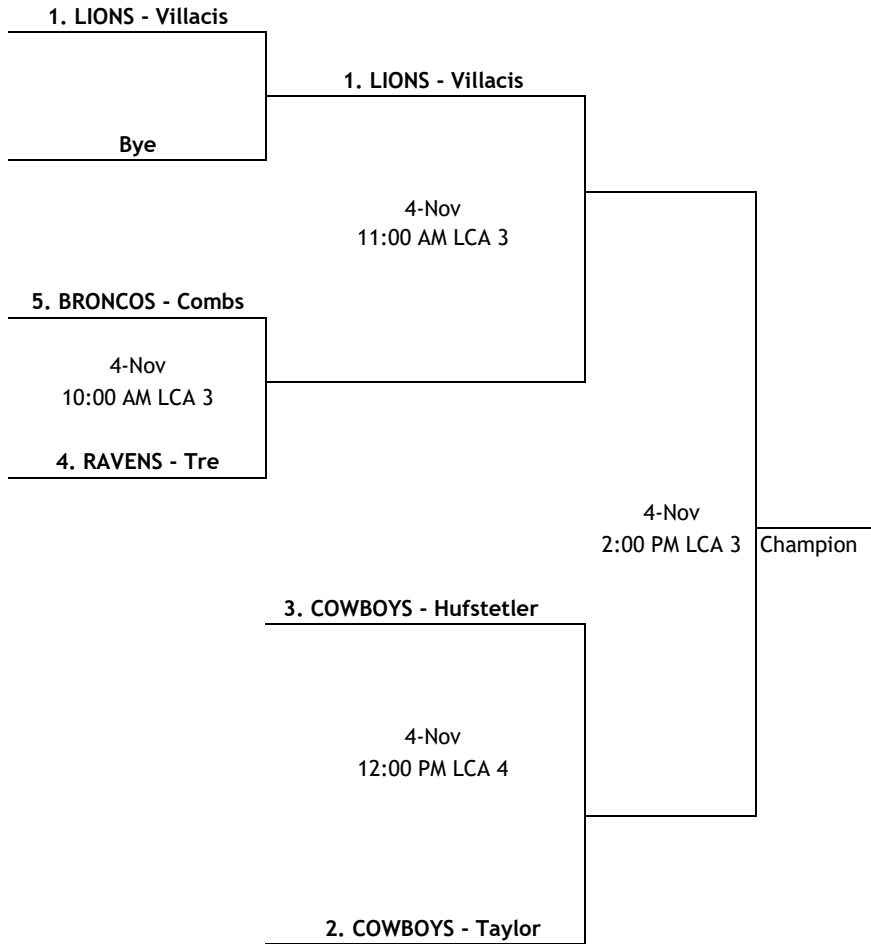 1. LIONS - Villacis
1. LIONS - Villacis
Bye
4-Nov
11:00 AM LCA 3
5. BRONCOS - Combs
4-Nov
10:00 AM LCA 3
4. RAVENS - Tre
4-Nov
2:00 PM LCA 3
Champion
3. COWBOYS - Hufstetler
4-Nov
12:00 PM LCA 4
2. COWBOYS - Taylor